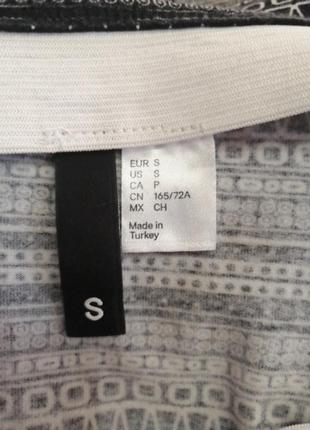 EUR S
US S
CA P
CN 165/72A
MX CH
Made in
Turkey
S